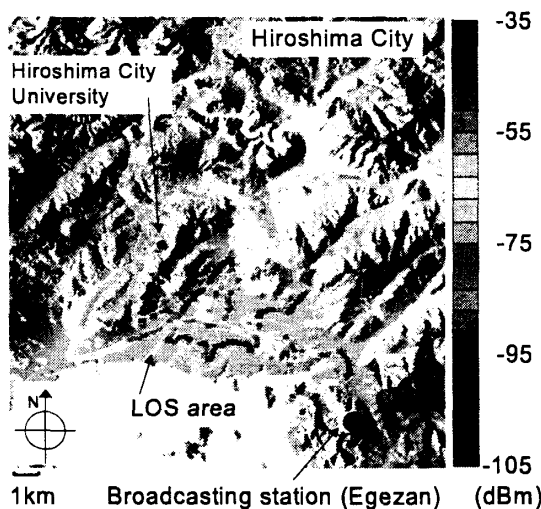 Hiroshima City
Hiroshima City
University
LOS area
N
1km
Broadcasting station (Egezan)
-35
-55
-75
-95
-105
(dBm)